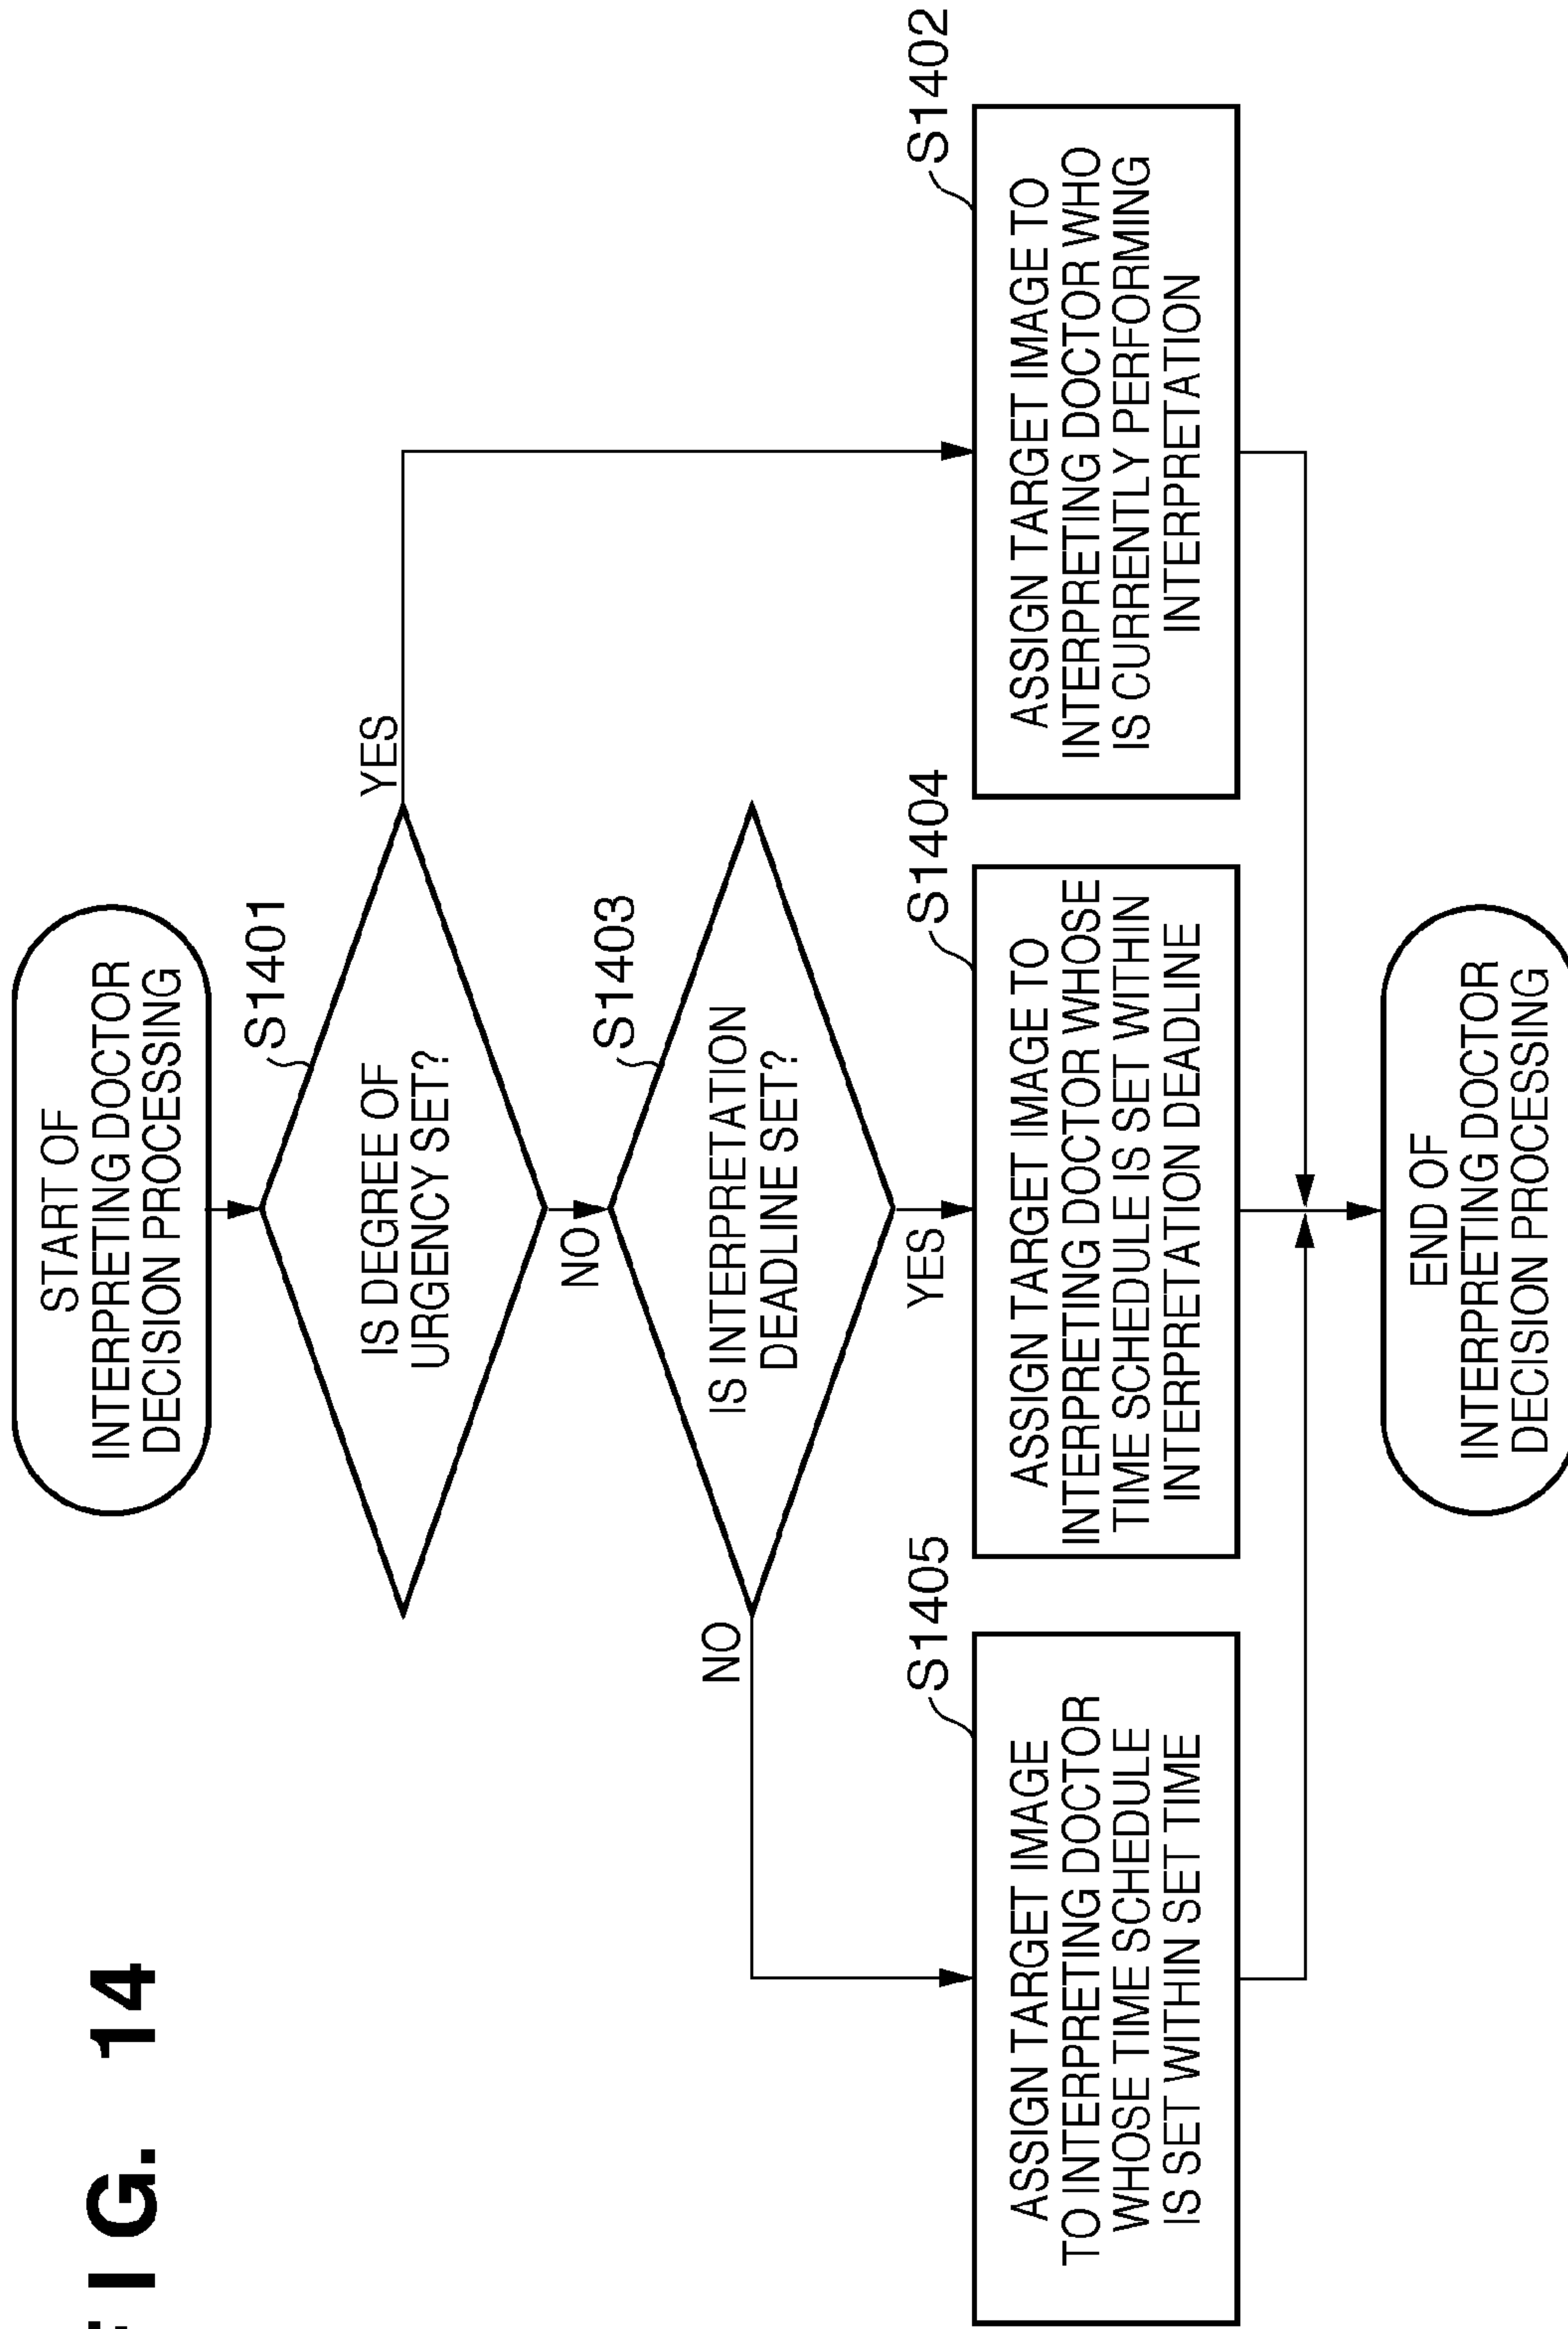 FIG. 14
START OF
INTERPRETING DOCTOR
DECISION PROCESSING
S1401
IS DEGREE OF
URGENCY SET?
YES
NO
S1403
IS INTERPRETATION
DEADLINE SET?
NO
YES
S1405
ASSIGN TARGET IMAGE
TO INTERPRETING DOCTOR
WHOSE TIME SCHEDULE
IS SET WITHIN SET TIME
S1404
ASSIGN TARGET IMAGE TO
INTERPRETING DOCTOR WHOSE
TIME SCHEDULE IS SET WITHIN
INTERPRETATION DEADLINE
S1402
ASSIGN TARGET IMAGE TO
INTERPRETING DOCTOR WHO
IS CURRENTLY PERFORMING
INTERPRETATION
END OF
INTERPRETING DOCTOR
DECISION PROCESSING